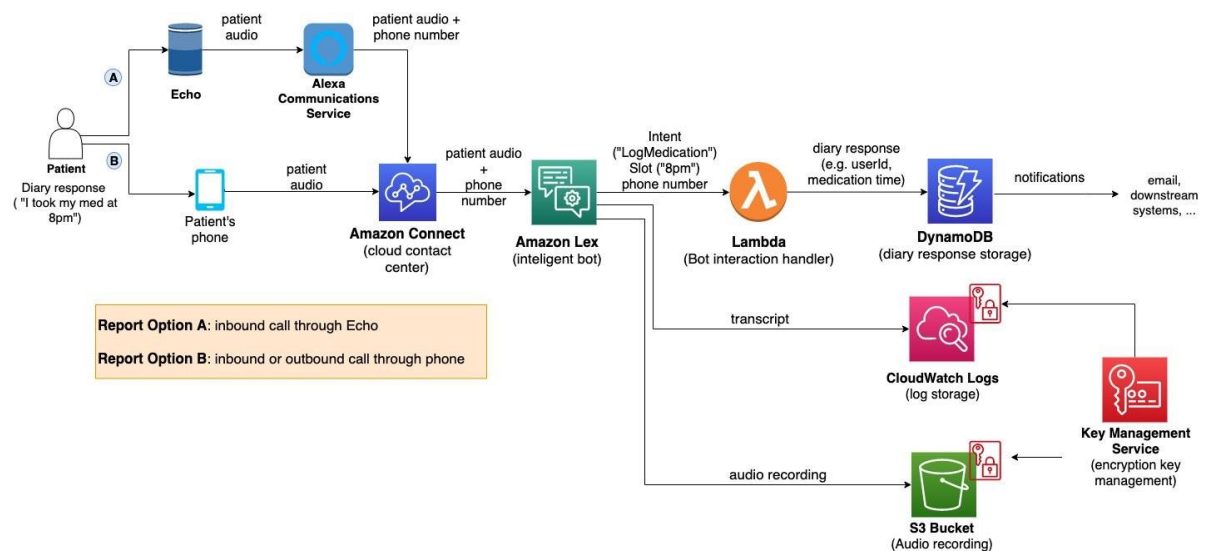 patient
audio
patient audio +
phone number
A
Echo
Alexa
Communications
Service
B
Patient
Diary response
( "I took my med at
8pm")
Patient's
phone
patient
audio
Amazon Connect
(cloud contact
center)
patient audio
+
phone
number
Amazon Lex
(inteligent bot)
Intent
("LogMedication")
Slot ("8pm")
phone number
Lambda
(Bot interaction handler)
diary response
(e.g. userId,
medication time)
DynamoDB
(diary response storage)
notifications
email,
downstream
systems, ...
Report Option A: inbound call through Echo
Report Option B: inbound or outbound call through phone
transcript
CloudWatch Logs
(log storage)
Key Management
Service
(encryption key
management)
audio recording
S3 Bucket
(Audio recording)